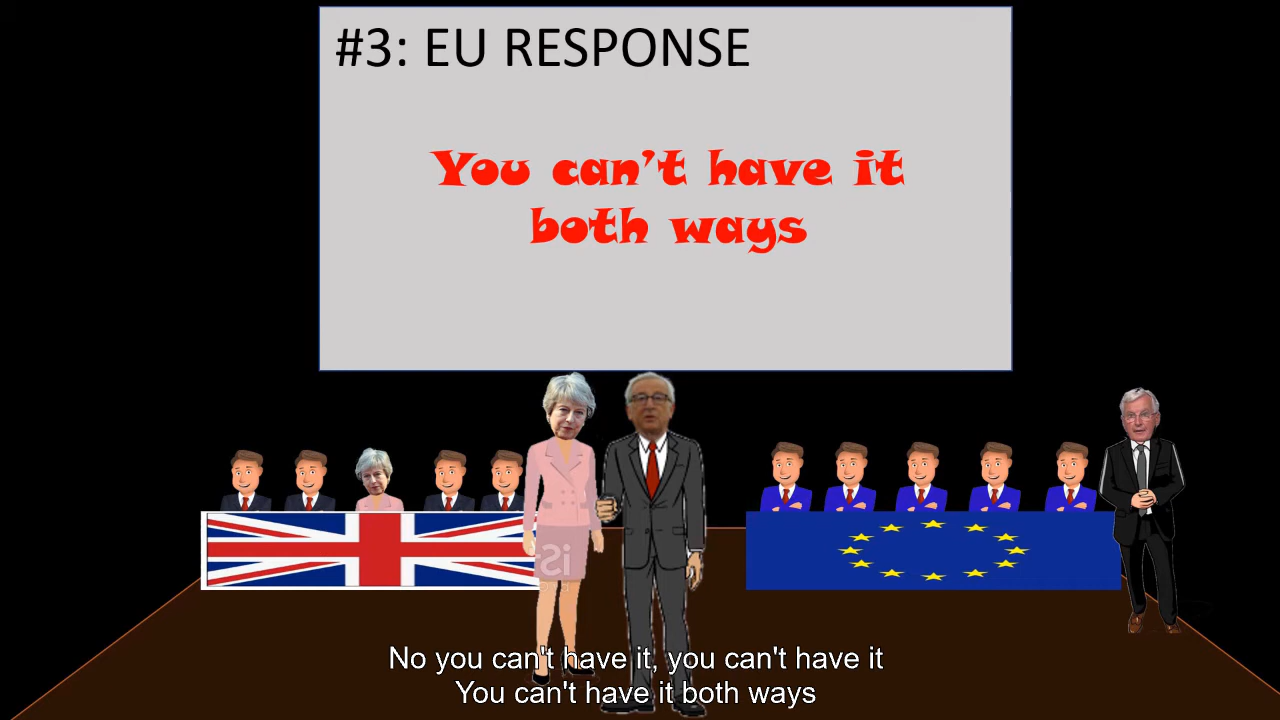 #3: EU RESPONSE
You can't have it
both ways
No you can't have it, you can't have it
You can't have it both ways